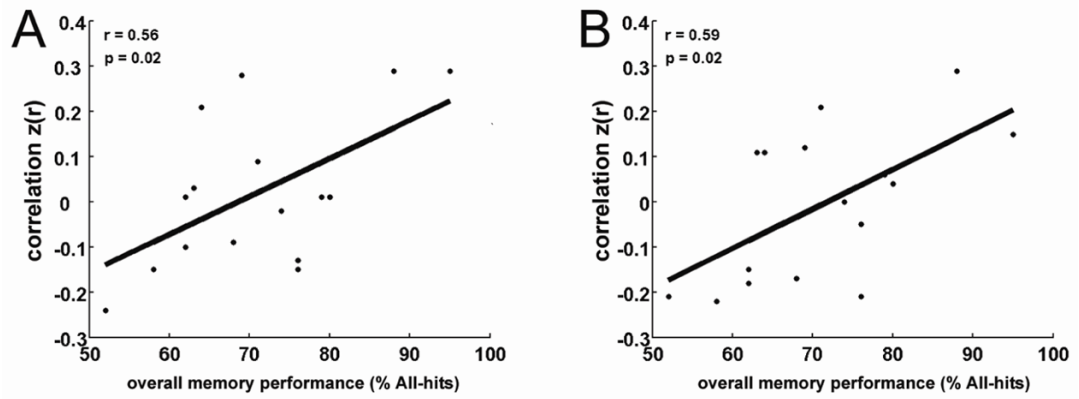 A
r = 0.56
p = 0.02
correlation z(r)
0.4
0.3
0.2
0.1
0
-0.1
-0.2
-0.3
50 60 70 80 90 100
overall memory performance (% All-hits)
B
r = 0.59
p = 0.02
correlation z(r)
0.4
0.3
0.2
0.1
0
-0.1
-0.2
-0.3
50 60 70 80 90 100
overall memory performance (% All-hits)